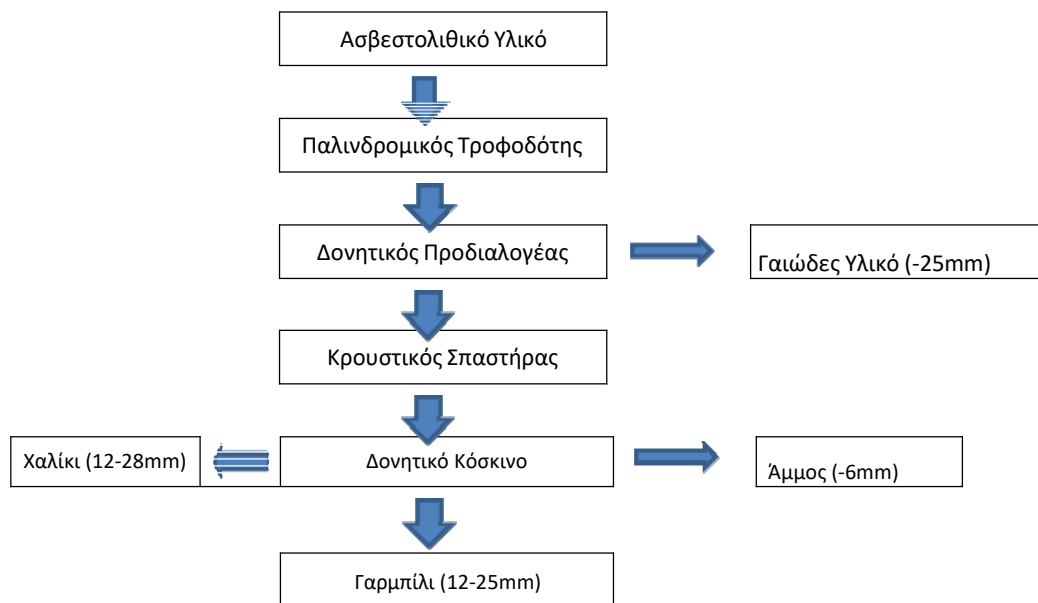 Ασβεστολιθικό Υλικό
Παλινδρομικός Τροφοδότης
Δονητικός Προδιαλογέας
Γαιώδες Υλικό (-25mm)
Κρουστικός Σπαστήρας
Χαλίκι (12-28mm)
Δονητικό Κόσκινο
Άμμος (-6mm)
Γαρμπίλι (12-25mm)